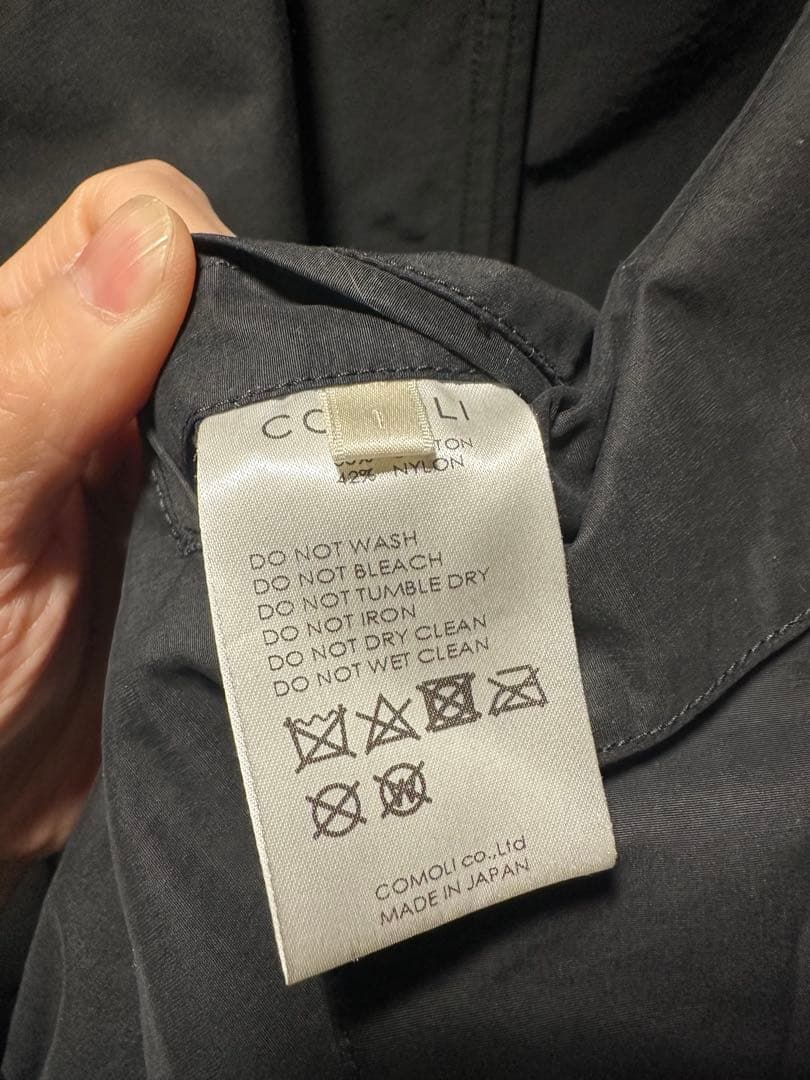 CO LI
1
TON
42% NYLON
DO NOT WASH
DO NOT BLEACH
DO NOT TUMBLE DRY
DO NOT IRON
DO NOT DRY CLEAN
DO NOT WET CLEAN
W
COMOLI co.,Ltd
MADE IN JAPAN